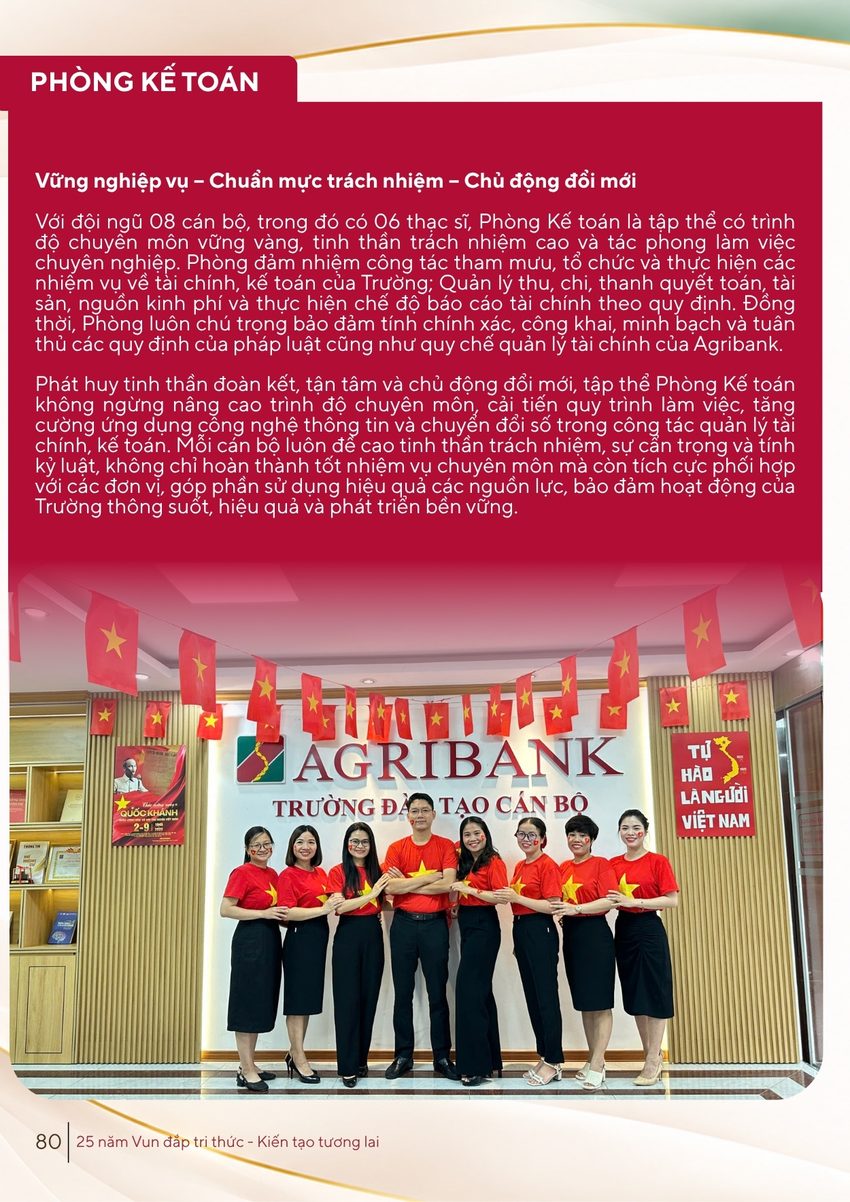 PHÒNG KẾ TOÁN
Vững nghiệp vụ – Chuẩn mực trách nhiệm – Chủ động đổi mới
Với đội ngũ 08 cán bộ, trong đó có 06 thạc sĩ, Phòng Kế toán là tập thể có trình
độ chuyên môn vững vàng, tinh thần trách nhiệm cao và tác phong làm việc
chuyên nghiệp. Phòng đảm nhiệm công tác tham mưu, tổ chức và thực hiện các
nhiệm vụ về tài chính, kế toán của Trường; Quản lý thu, chi, thanh quyết toán, tài
sản, nguồn kinh phí và thực hiện chế độ báo cáo tài chính theo quy định. Đồng
thời, Phòng luôn chú trọng bảo đảm tính chính xác, công khai, minh bạch và tuân
thủ các quy định của pháp luật cũng như quy chế quản lý tài chính của Agribank.
Phát huy tinh thần đoàn kết, tận tâm và chủ động đổi mới, tập thể Phòng Kế toán
không ngừng nâng cao trình độ chuyên môn, cải tiến quy trình làm việc, tăng
cường ứng dụng công nghệ thông tin và chuyển đổi số trong công tác quản lý tài
chính, kế toán. Mỗi cán bộ luôn đề cao tinh thần trách nhiệm, sự cẩn trọng và tính
kỷ luật, không chỉ hoàn thành tốt nhiệm vụ chuyên môn mà còn tích cực phối hợp
với các đơn vị, góp phần sử dụng hiệu quả các nguồn lực, bảo đảm hoạt động của
Trường thông suốt, hiệu quả và phát triển bền vững.
AGRIBANK
TRƯỜNG ĐÀO TẠO CÁN BỘ
QUỐC KHÁNH
2-9
TỰ
HÀO
LÀ NGƯỜI
VIỆT NAM
80
25 năm Vun đắp tri thức - Kiến tạo tương lai